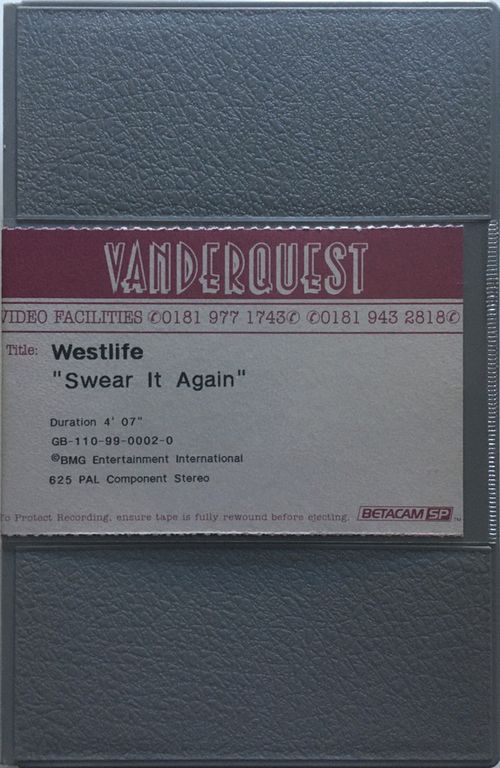 VANDERQUEST
VIDEO FACILITIES ✆0181 977 1743✆ ✆0181 943 2818✆
Title: Westlife
"Swear It Again"
Duration 4' 07"
GB-110-99-0002-0
©BMG Entertainment International
625 PAL Component Stereo
To Protect Recording, ensure tape is fully rewound before ejecting. BETACAM SP™